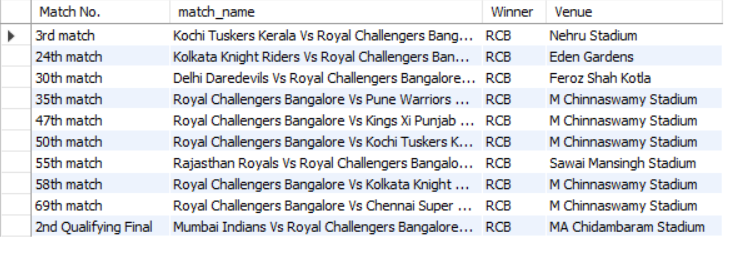 Match No. match_name Winner Venue
3rd match Kochi Tuskers Kerala Vs Royal Challengers Bang... RCB Nehru Stadium
24th match Kolkata Knight Riders Vs Royal Challengers Ban... RCB Eden Gardens
30th match Delhi Daredevils Vs Royal Challengers Bangalore... RCB Feroz Shah Kotla
35th match Royal Challengers Bangalore Vs Pune Warriors ... RCB M Chinnaswamy Stadium
47th match Royal Challengers Bangalore Vs Kings Xi Punjab ... RCB M Chinnaswamy Stadium
50th match Royal Challengers Bangalore Vs Kochi Tuskers K... RCB M Chinnaswamy Stadium
55th match Rajasthan Royals Vs Royal Challengers Bangalo... RCB Sawai Mansingh Stadium
58th match Royal Challengers Bangalore Vs Kolkata Knight ... RCB M Chinnaswamy Stadium
69th match Royal Challengers Bangalore Vs Chennai Super ... RCB M Chinnaswamy Stadium
2nd Qualifying Final Mumbai Indians Vs Royal Challengers Bangalore... RCB MA Chidambaram Stadium